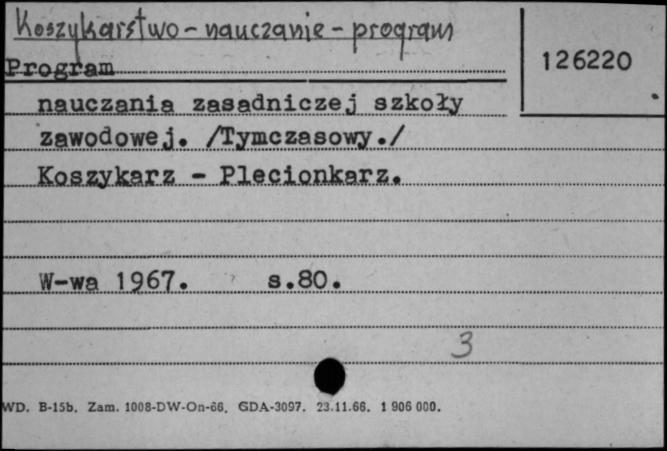 Koszykarstwo - nauczanie - program
126220
Program
nauczania zasadniczej szkoły
zawodowej. /Tymczasowy./
Koszykarz - Plecionkarz.
W-wa 1967. s.80.
3
WD. B-15b. Zam. 1008-DW-On-66. GDA-3097. 23.11.66. 1 906 000.